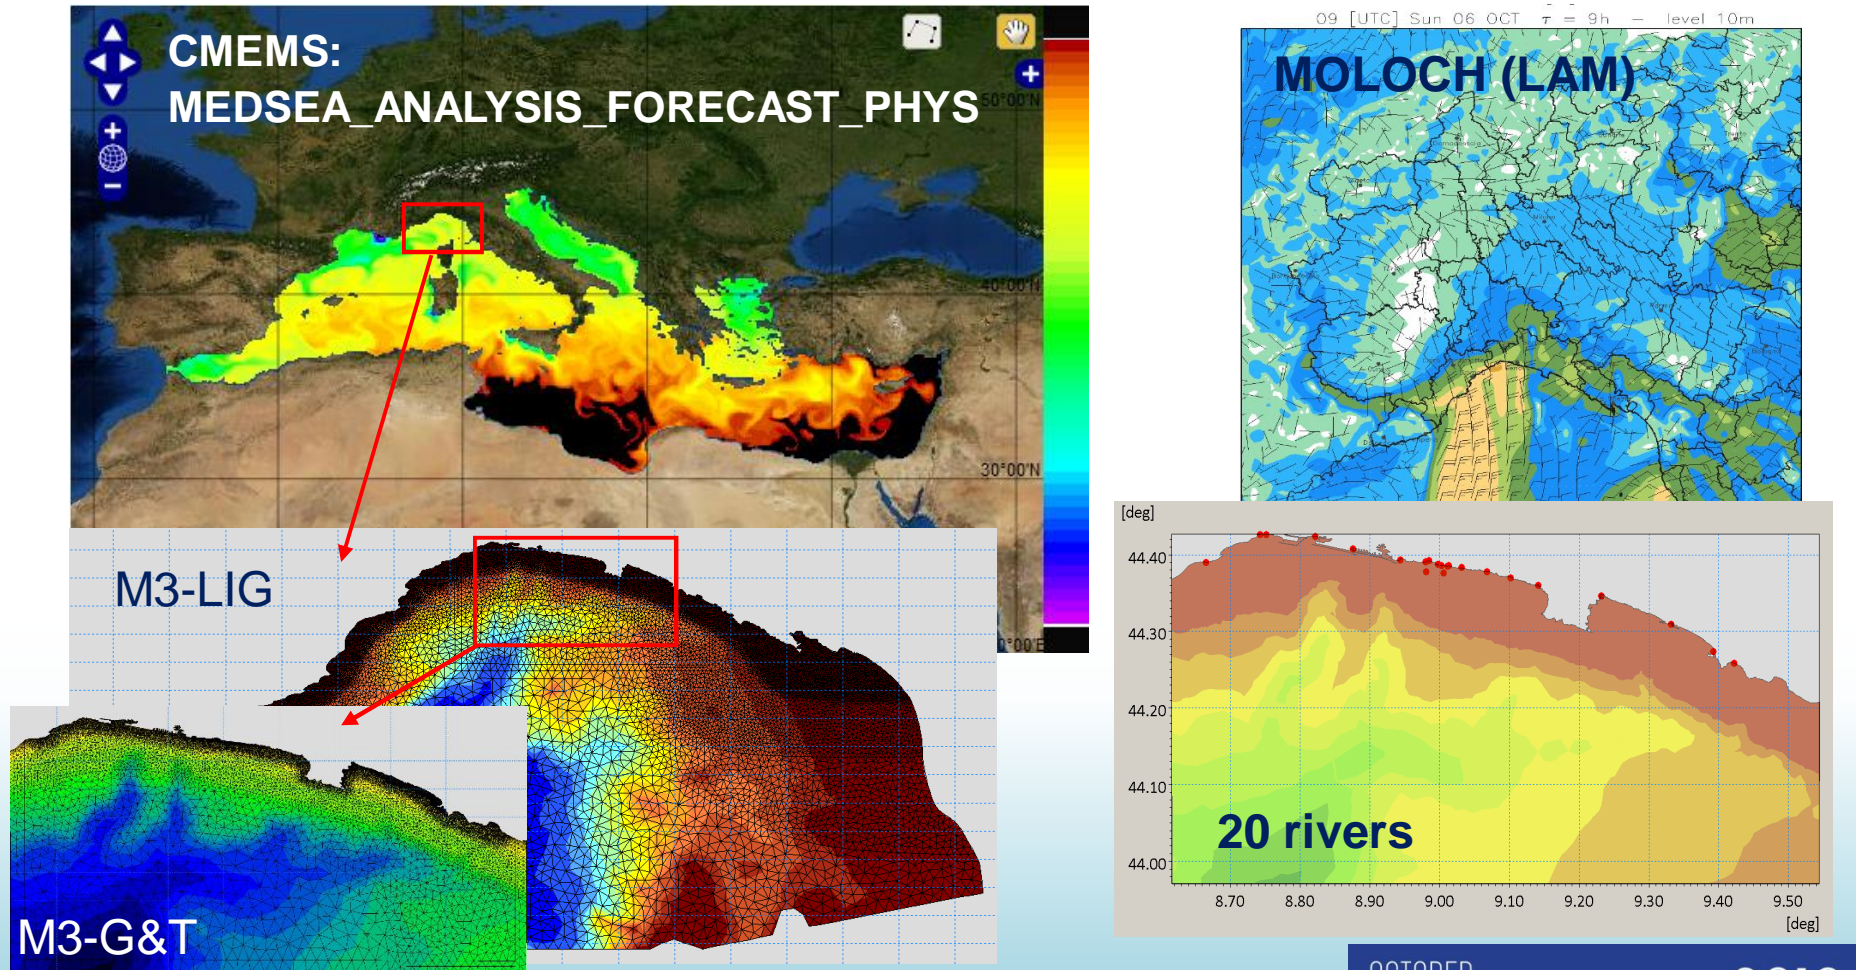 CMEMS:
MEDSEA_ANALYSIS_FORECAST_PHYS
50°00'N
40°00'N
30°00'N
09 [UTC] Sun 06 OCT τ = 9h — level 10m
MOLOCH (LAM)
M3-LIG
M3-G&T
[deg]
44.40
44.30
44.20
44.10
44.00
20 rivers
8.70 8.80 8.90 9.00 9.10 9.20 9.30 9.40 9.50
[deg]